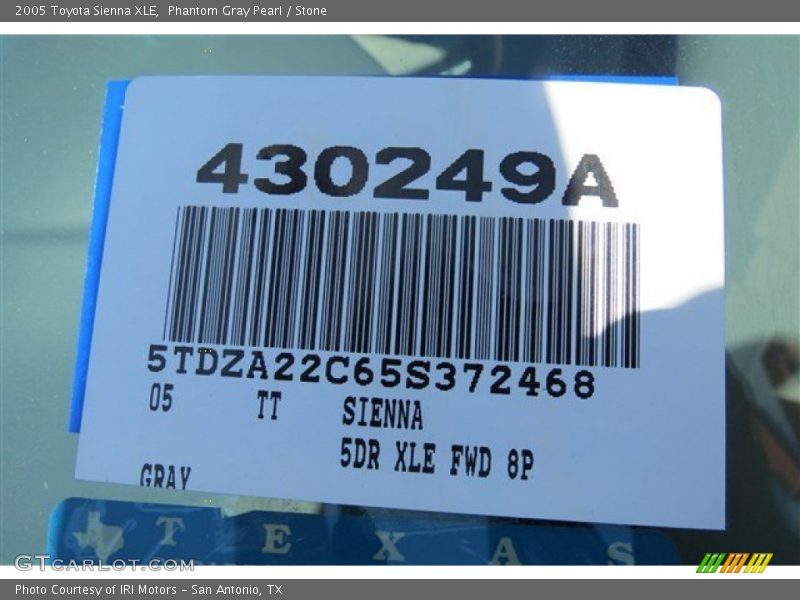 2005 Toyota Sienna XLE,  Phantom Gray Pearl / Stone
430249A
5TDZA22C65S372468
05 TT SIENNA
5DR XLE FWD 8P
GRAY
TEXAS
GTCarLot.com
Photo Courtesy of IRI Motors – San Antonio, TX